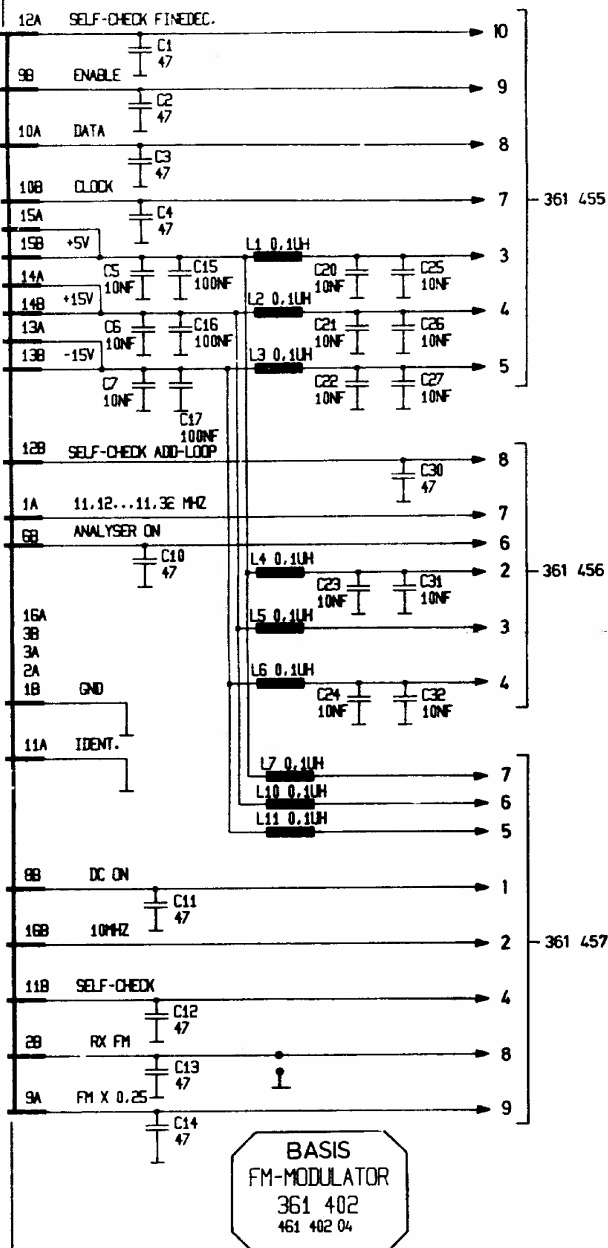 12A SELF-CHECK FINEDEC. 10
C1
47
9B ENABLE 9
C2
47
10A DATA 8
C3
47
10B CLOCK 7 361 455
C4
47
15A
15B +5V L1 0,1UH 3
C5 C15 C20 C25
10NF 100NF 10NF 10NF
14A
14B +15V L2 0,1UH 4
C6 C16 C21 C26
10NF 100NF 10NF 10NF
13A
13B -15V L3 0,1UH 5
C7 C22 C27
10NF 10NF 10NF
C17
100NF
12B SELF-CHECK ADD-LOOP 8
C30
47
1A 11,12...11,32 MHZ 7
6B ANALYSER ON 6
C10
47
L4 0,1UH 2 361 456
C23 C31
10NF 10NF
16A
3B L5 0,1UH 3
3A
2A
1B GND L6 0,1UH 4
C24 C32
10NF 10NF
11A IDENT.
L7 0,1UH 7
L10 0,1UH 6
L11 0,1UH 5
8B DC ON 1
C11
47
16B 10MHZ 2 361 457
11B SELF-CHECK 4
C12
47
2B RX FM 8
C13
47
9A FM X 0,25 9
C14
47
BASIS
FM-MODULATOR
361 402
461 402 04